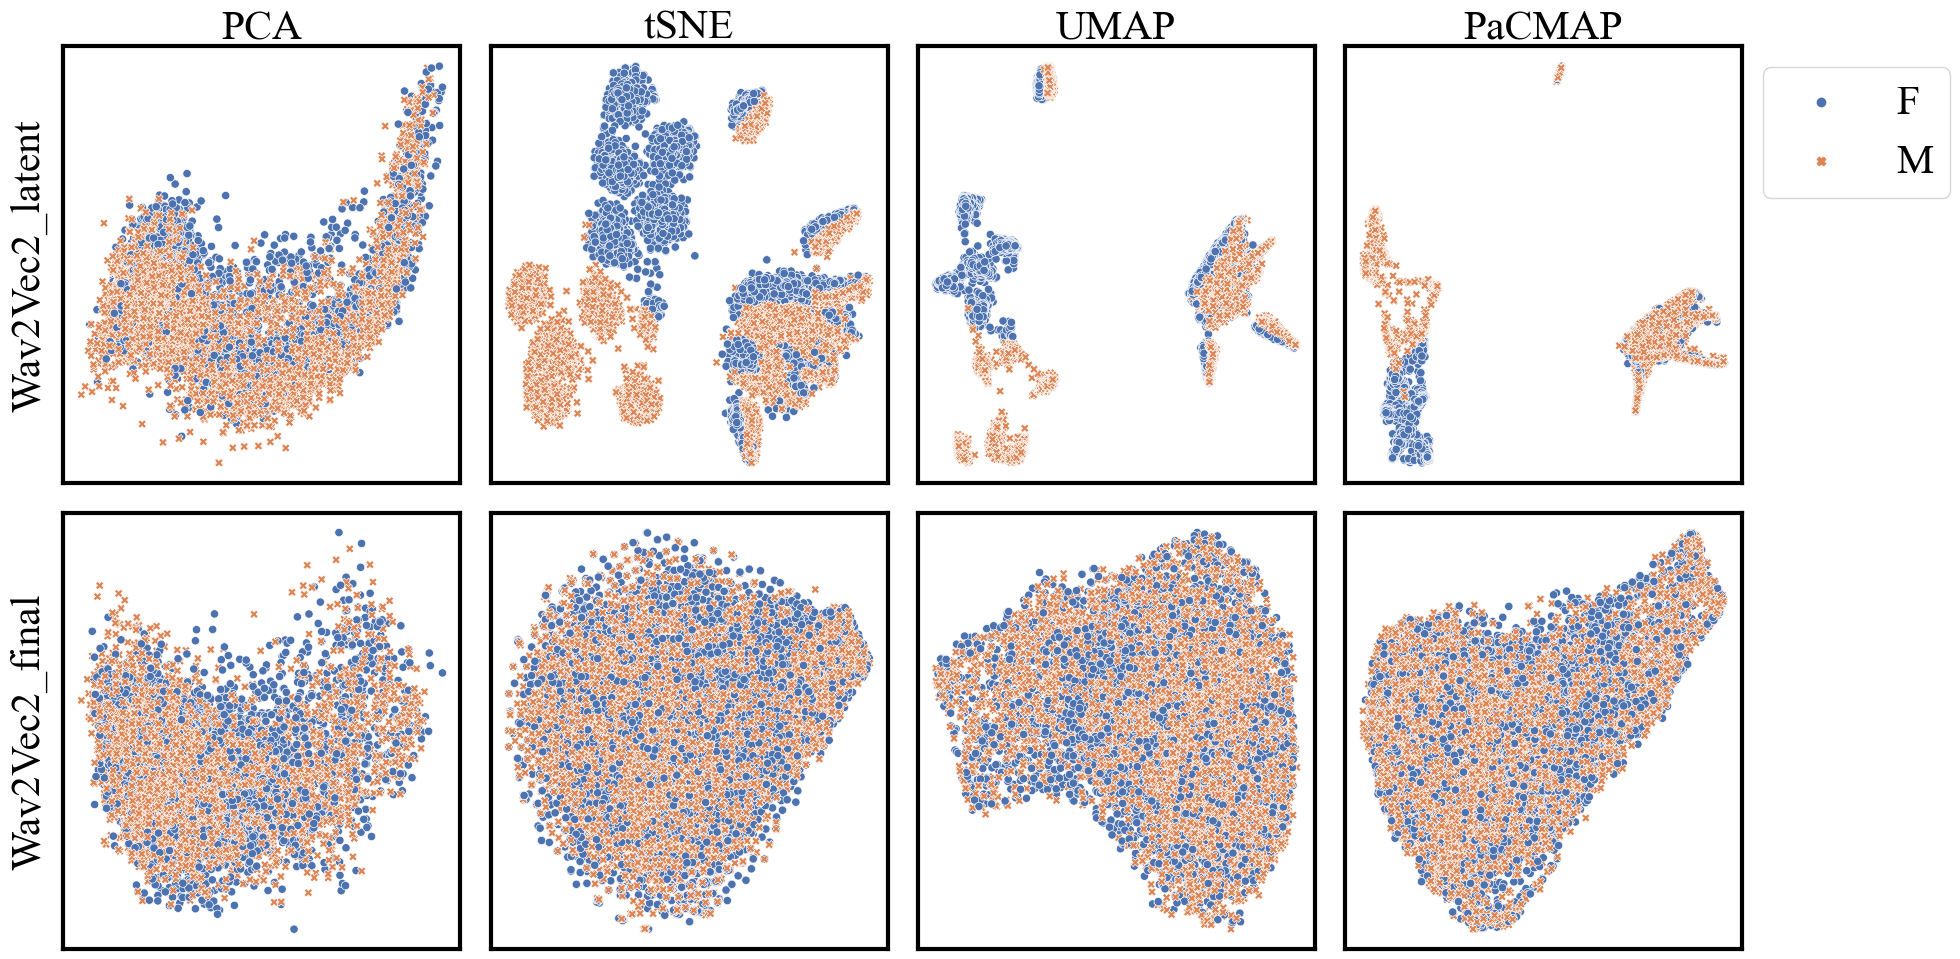 PCA
tSNE
UMAP
PaCMAP
Wav2Vec2_latent
F
M
Wav2Vec2_final